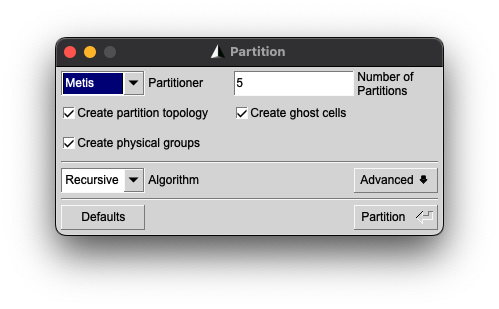 Partition
Metis Partitioner 5 Number of Partitions
Create partition topology Create ghost cells
Create physical groups
Recursive Algorithm Advanced
Defaults Partition